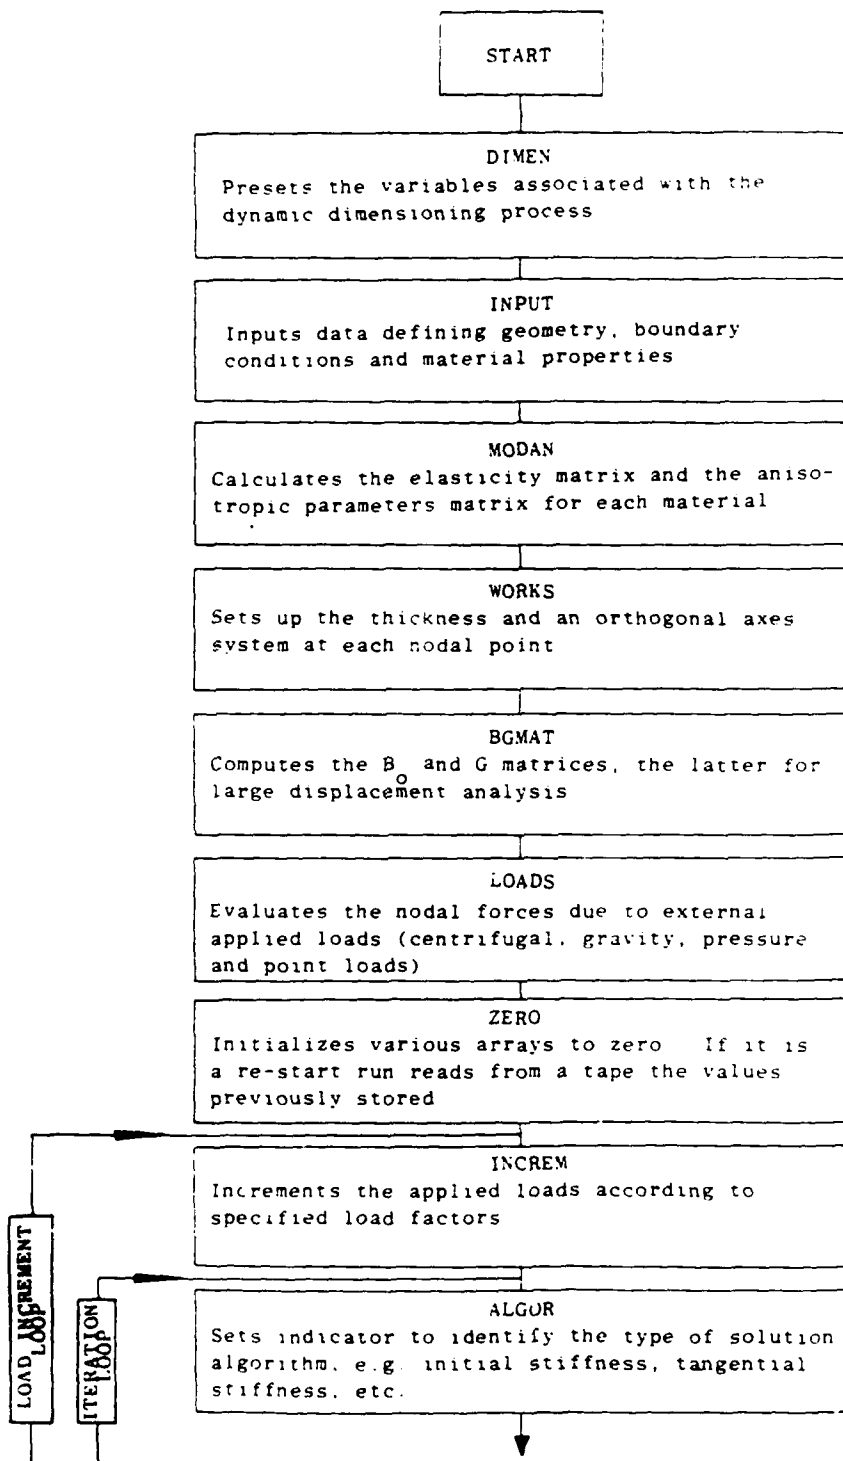 START
DIMEN
Presets the variables associated with the
dynamic dimensioning process
INPUT
Inputs data defining geometry, boundary
conditions and material properties
MODAN
Calculates the elasticity matrix and the aniso-
tropic parameters matrix for each material
WORKS
Sets up the thickness and an orthogonal axes
system at each nodal point
BGMAT
Computes the B₀ and G matrices, the latter for
large displacement analysis
LOADS
Evaluates the nodal forces due to external
applied loads (centrifugal, gravity, pressure
and point loads)
ZERO
Initializes various arrays to zero If it is
a re-start run reads from a tape the values
previously stored
INCREM
Increments the applied loads according to
specified load factors
LOAD INCREMENT
LOOP
ITERATION
LOOP
ALGOR
Sets indicator to identify the type of solution
algorithm, e.g. initial stiffness, tangential
stiffness, etc.